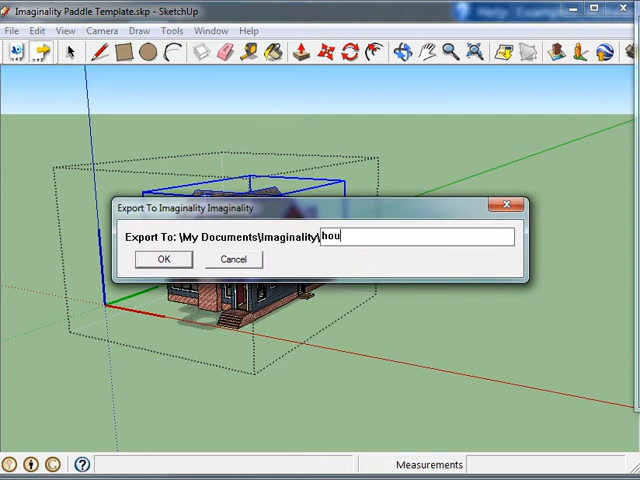 Imaginality Paddle Template.skp - SketchUp
File Edit View Camera Draw Tools Window Help
Export To Imaginality Imaginality
Export To: \My Documents\Imaginality\hou
OK Cancel
Measurements